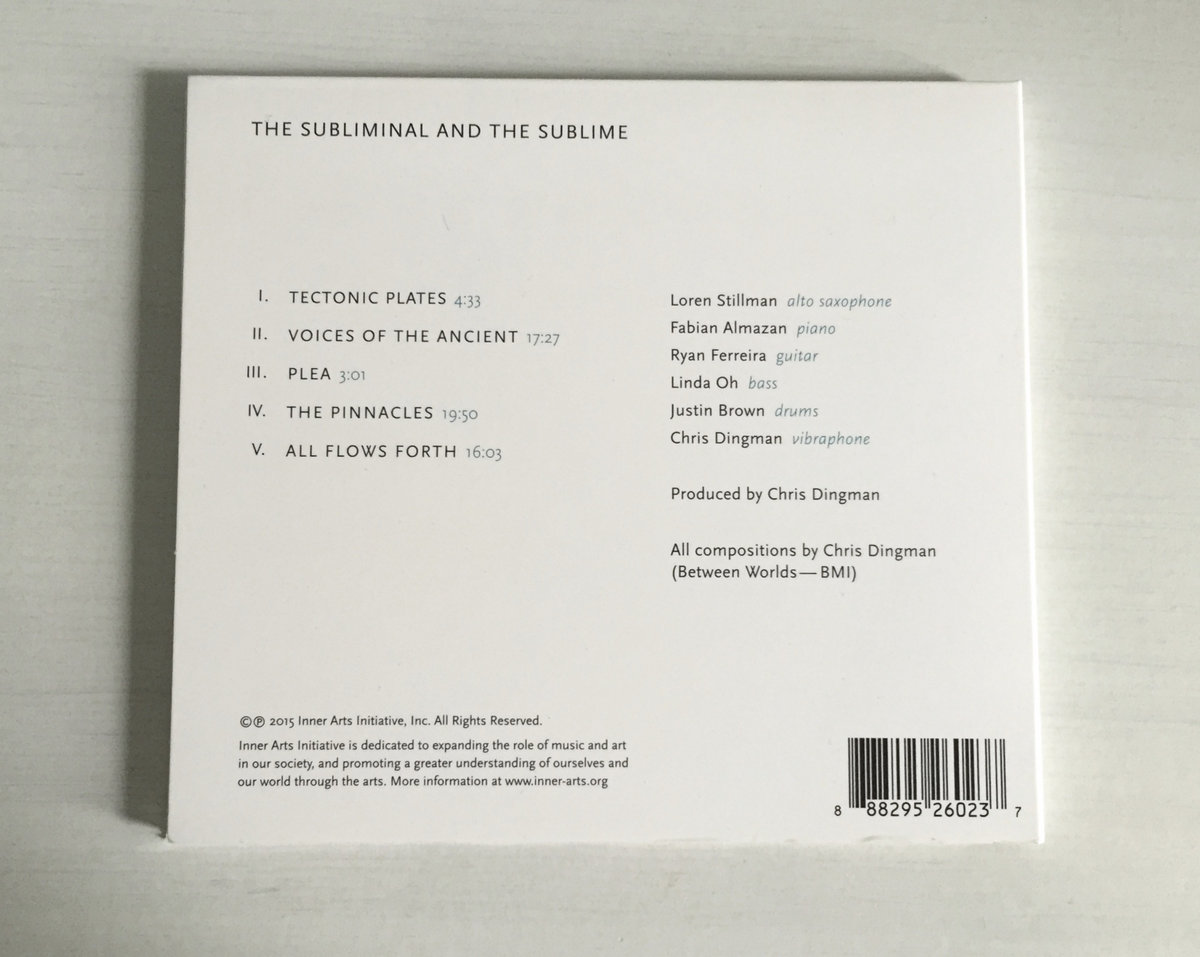 THE SUBLIMINAL AND THE SUBLIME
I. TECTONIC PLATES 4:33
II. VOICES OF THE ANCIENT 17:27
III. PLEA 3:01
IV. THE PINNACLES 19:50
V. ALL FLOWS FORTH 16:03
Loren Stillman alto saxophone
Fabian Almazan piano
Ryan Ferreira guitar
Linda Oh bass
Justin Brown drums
Chris Dingman vibraphone
Produced by Chris Dingman
All compositions by Chris Dingman
(Between Worlds—BMI)
©℗ 2015 Inner Arts Initiative, Inc. All Rights Reserved.
Inner Arts Initiative is dedicated to expanding the role of music and art
in our society, and promoting a greater understanding of ourselves and
our world through the arts. More information at www.inner-arts.org
8 88295 26023 7